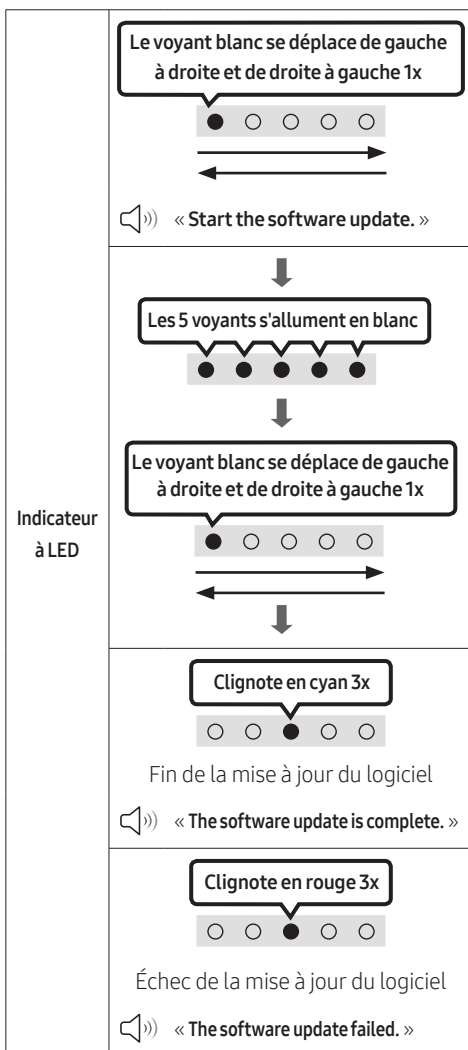 Le voyant blanc se déplace de gauche
à droite et de droite à gauche 1x
« Start the software update. »
Les 5 voyants s'allument en blanc
Le voyant blanc se déplace de gauche
à droite et de droite à gauche 1x
Indicateur
à LED
Clignote en cyan 3x
Fin de la mise à jour du logiciel
« The software update is complete. »
Clignote en rouge 3x
Échec de la mise à jour du logiciel
« The software update failed. »